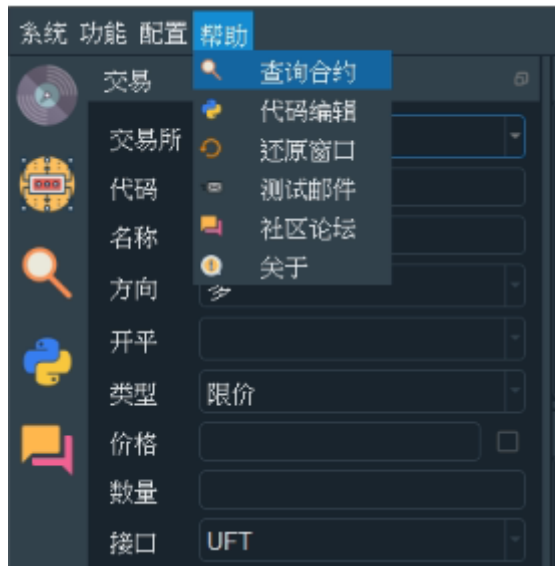 系统 功能 配置 帮助
交易
查询合约
代码编辑
还原窗口
测试邮件
社区论坛
关于
交易所
代码
名称
方向 多
开平
类型 限价
价格
数量
接口 UFT